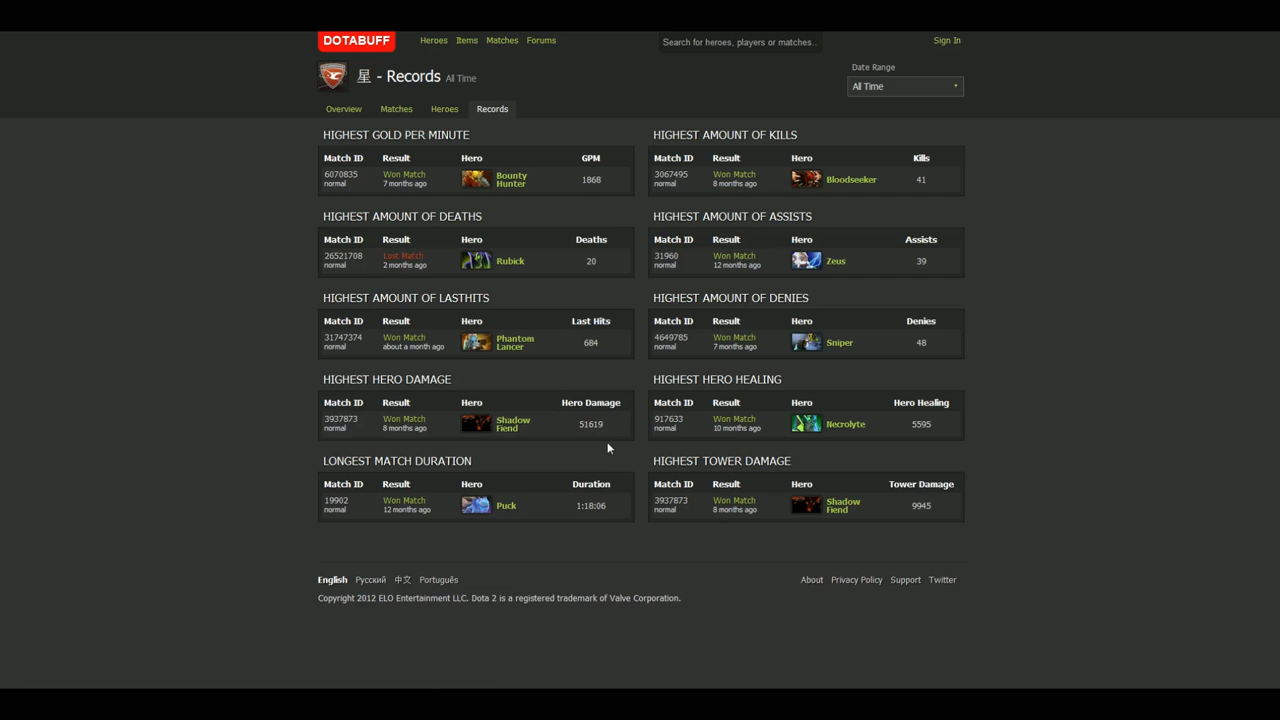 DOTABUFF
Heroes Items Matches Forums
Search for heroes, players or matches..
Sign In
星 - Records All Time
Date Range
All Time
Overview Matches Heroes Records
HIGHEST GOLD PER MINUTE
Match ID Result Hero GPM
6070835 Won Match Bounty 1868
normal 7 months ago Hunter
HIGHEST AMOUNT OF KILLS
Match ID Result Hero Kills
3067495 Won Match Bloodseeker 41
normal 8 months ago
HIGHEST AMOUNT OF DEATHS
Match ID Result Hero Deaths
26521708 Lost Match Rubick 20
normal 2 months ago
HIGHEST AMOUNT OF ASSISTS
Match ID Result Hero Assists
31960 Won Match Zeus 39
normal 12 months ago
HIGHEST AMOUNT OF LASTHITS
Match ID Result Hero Last Hits
31747374 Won Match Phantom 684
normal about a month ago Lancer
HIGHEST AMOUNT OF DENIES
Match ID Result Hero Denies
4649785 Won Match Sniper 48
normal 7 months ago
HIGHEST HERO DAMAGE
Match ID Result Hero Hero Damage
3937873 Won Match Shadow 51619
normal 8 months ago Fiend
HIGHEST HERO HEALING
Match ID Result Hero Hero Healing
917633 Won Match Necrolyte 5595
normal 10 months ago
LONGEST MATCH DURATION
Match ID Result Hero Duration
19902 Won Match Puck 1:18:06
normal 12 months ago
HIGHEST TOWER DAMAGE
Match ID Result Hero Tower Damage
3937873 Won Match Shadow 9945
normal 8 months ago Fiend
English Русский 中文 Português
About Privacy Policy Support Twitter
Copyright 2012 ELO Entertainment LLC. Dota 2 is a registered trademark of Valve Corporation.